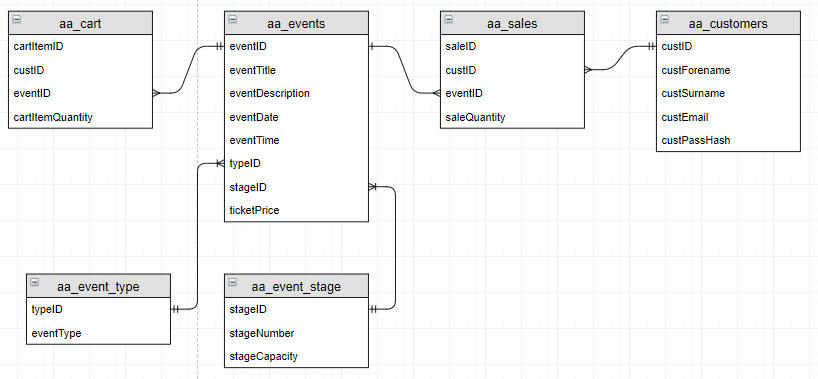 aa_cart
cartItemID
custID
eventID
cartItemQuantity
aa_events
eventID
eventTitle
eventDescription
eventDate
eventTime
typeID
stageID
ticketPrice
aa_sales
saleID
custID
eventID
saleQuantity
aa_customers
custID
custForename
custSurname
custEmail
custPassHash
aa_event_type
typeID
eventType
aa_event_stage
stageID
stageNumber
stageCapacity